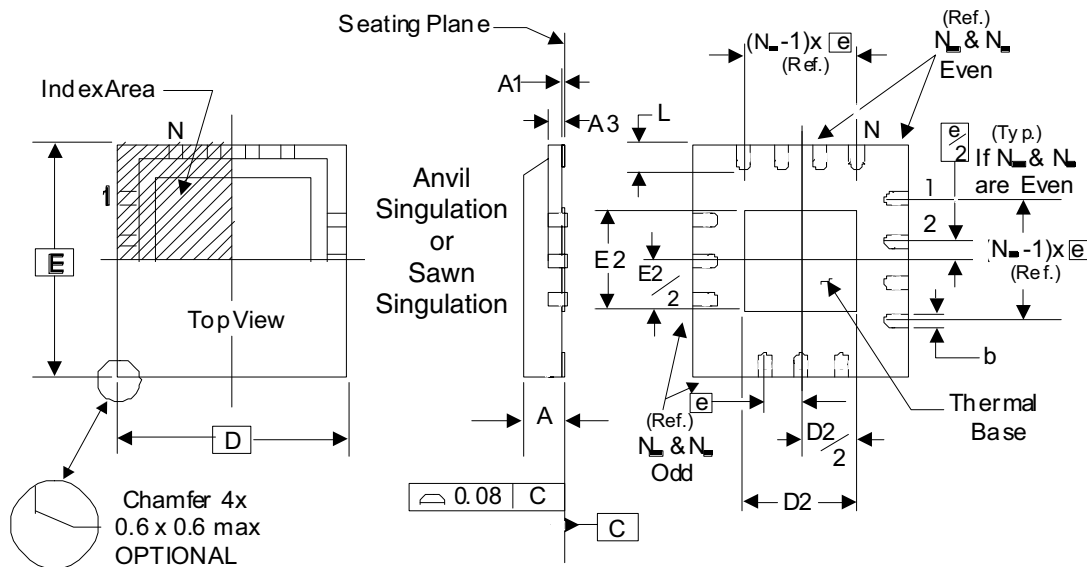 Seating Plane
Index Area
N
1
E
Top View
D
Chamfer 4x
0.6 x 0.6 max
OPTIONAL
A1
A3
L
Anvil
Singulation
or
Sawn
Singulation
A
0.08 C
C
(Ref.)
& 
Even
(N -1)x e
(Ref.)
N
e/2
(Typ.)
If N & N
are Even
1
2
(N -1)x e
(Ref.)
b
E2
E2/2
e
(Ref.)
N & N
Odd
D2/2
D2
Thermal
Base